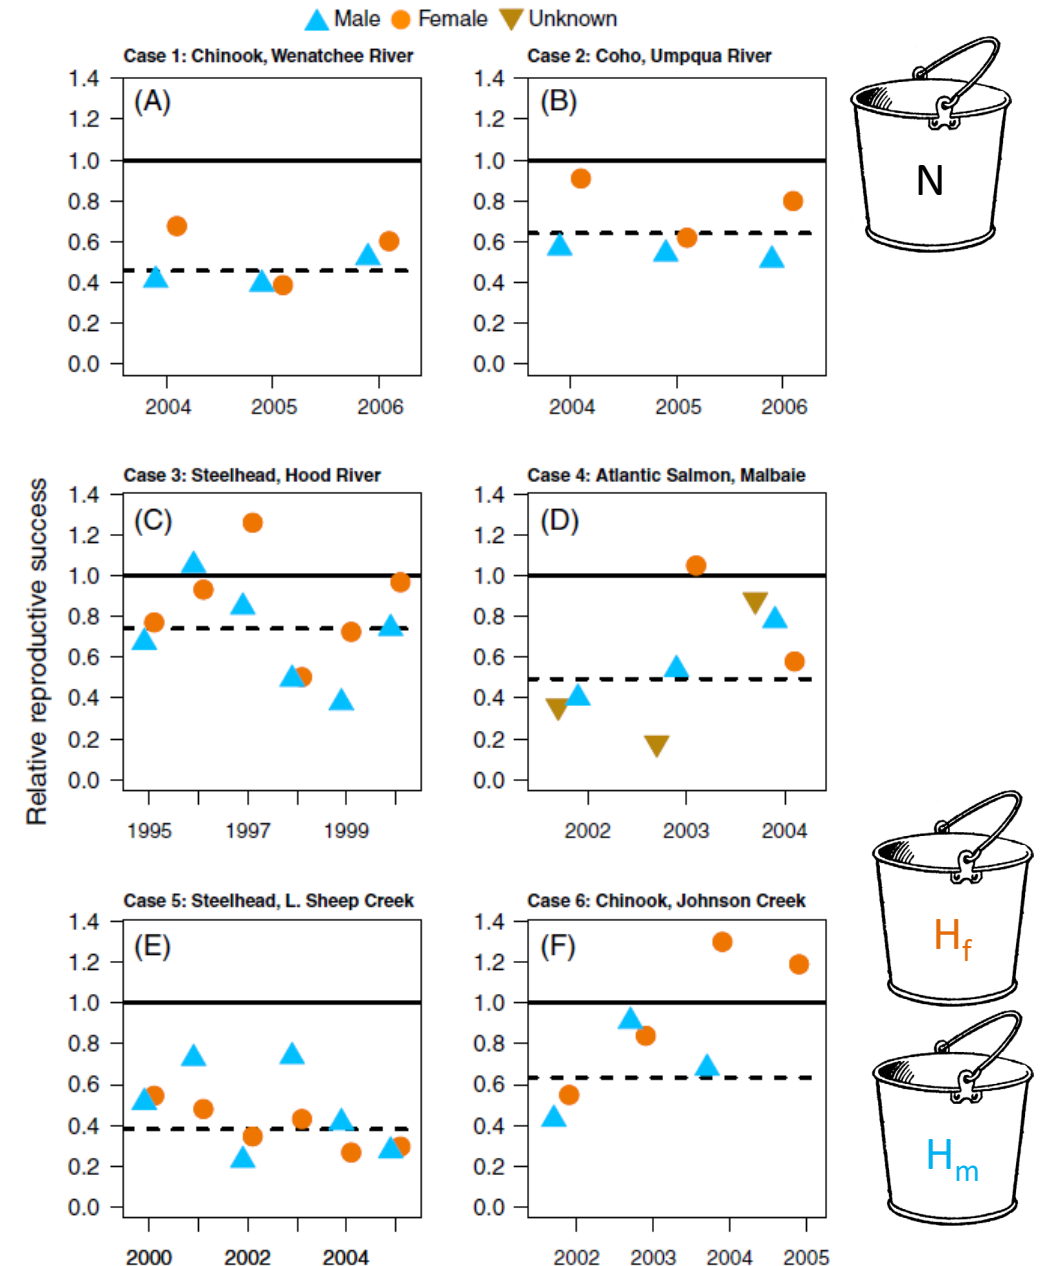 Male Female Unknown
Case 1: Chinook, Wenatchee River
(A)
1.4
1.2
1.0
0.8
0.6
0.4
0.2
0.0
2004 2005 2006
Case 2: Coho, Umpqua River
(B)
1.4
1.2
1.0
0.8
0.6
0.4
0.2
0.0
2004 2005 2006
N
Relative reproductive success
Case 3: Steelhead, Hood River
(C)
1.4
1.2
1.0
0.8
0.6
0.4
0.2
0.0
1995 1997 1999
Case 4: Atlantic Salmon, Malbaie
(D)
1.4
1.2
1.0
0.8
0.6
0.4
0.2
0.0
2002 2003 2004
Case 5: Steelhead, L. Sheep Creek
(E)
1.4
1.2
1.0
0.8
0.6
0.4
0.2
0.0
2000 2002 2004
Case 6: Chinook, Johnson Creek
(F)
1.4
1.2
1.0
0.8
0.6
0.4
0.2
0.0
2002 2003 2004 2005
Hf
Hm